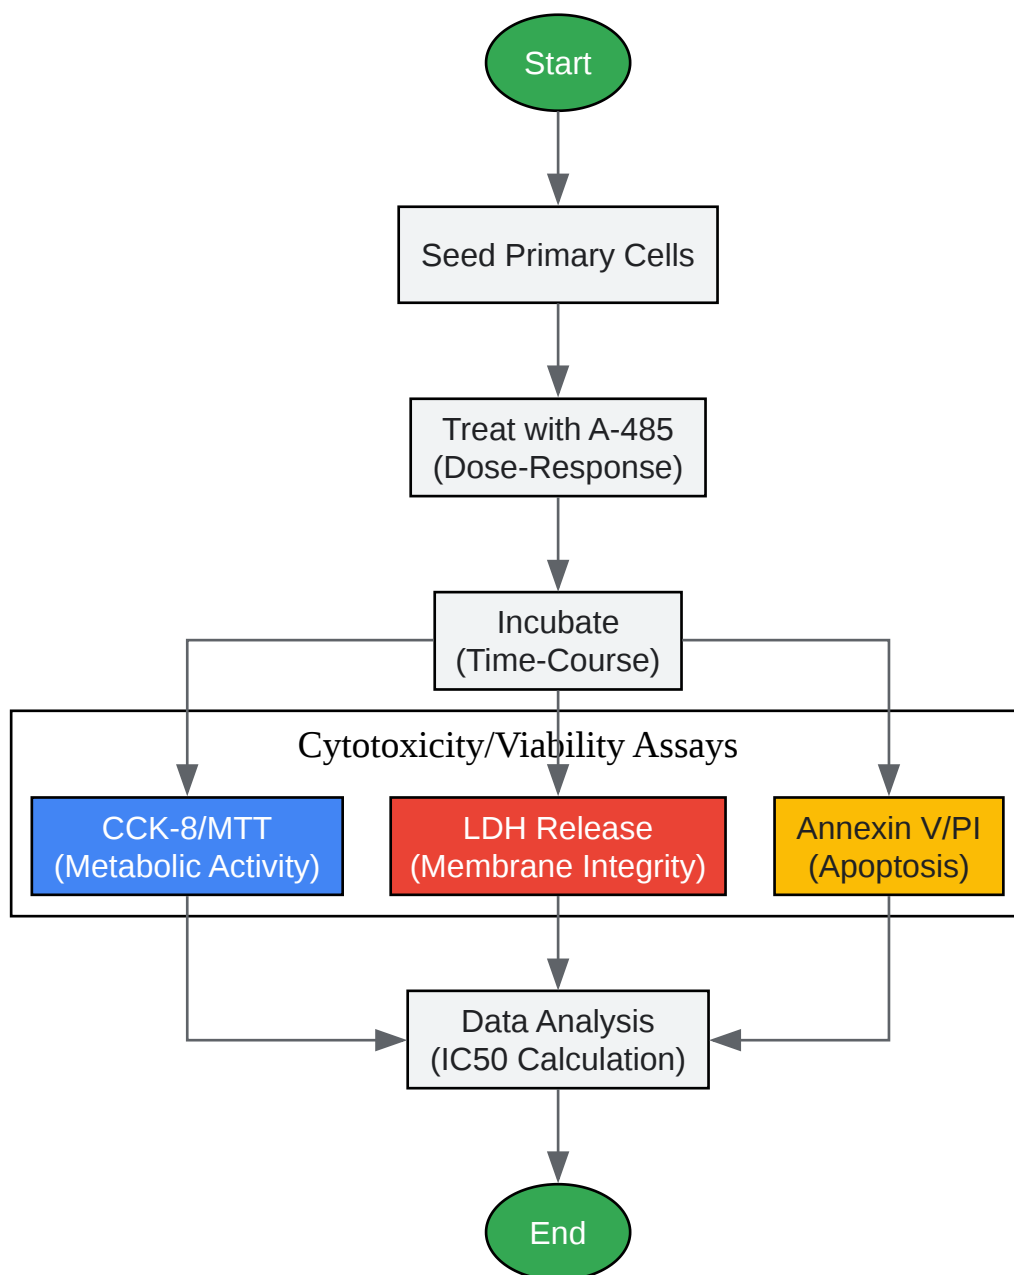 Start
Seed Primary Cells
Treat with A-485
(Dose-Response)
Incubate
(Time-Course)
Cytotoxicity/Viability Assays
CCK-8/MTT
(Metabolic Activity)
LDH Release
(Membrane Integrity)
Annexin V/PI
(Apoptosis)
Data Analysis
(IC50 Calculation)
End